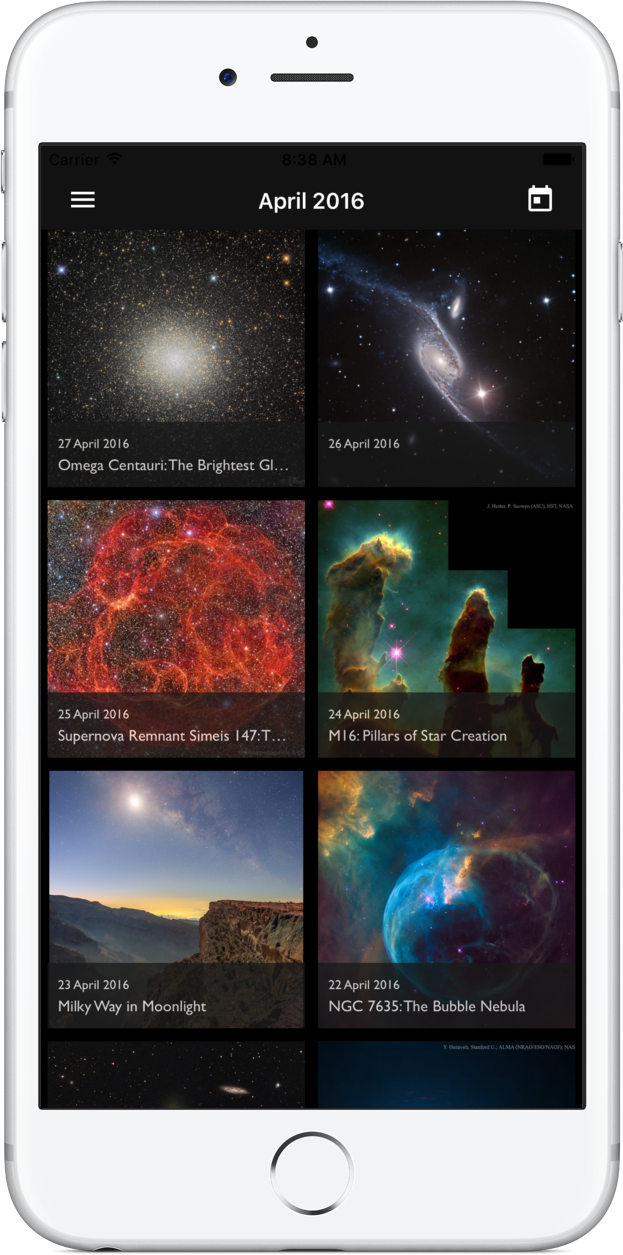 Carrier 8:38 AM
April 2016
27 April 2016
Omega Centauri: The Brightest Gl…
26 April 2016
25 April 2016
Supernova Remnant Simeis 147: T…
J. Hester, P. Scowen (ASU), HST, NASA
24 April 2016
M16: Pillars of Star Creation
23 April 2016
Milky Way in Moonlight
22 April 2016
NGC 7635: The Bubble Nebula
Y. Hezaveh, Stanford U.; ALMA (NRAO/ESO/NAOJ); NAS